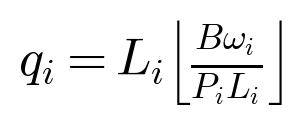 $q_i = L_i \left\lfloor \frac{B\omega_i}{P_i L_i} \right\rfloor$